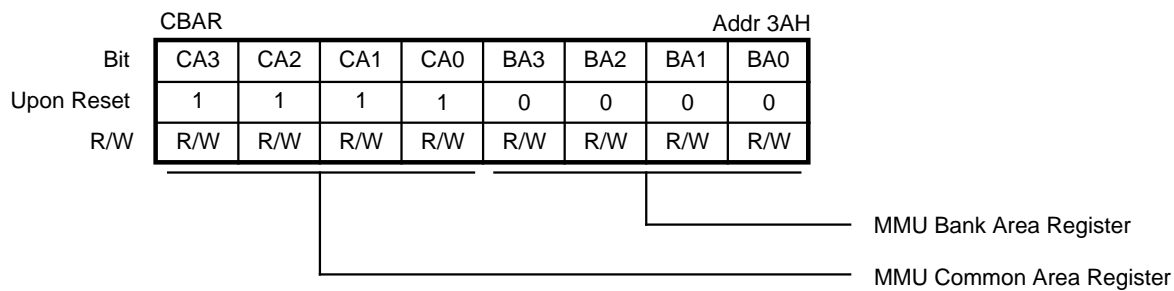 CBAR Addr 3AH
Bit CA3 CA2 CA1 CA0 BA3 BA2 BA1 BA0
Upon Reset 1 1 1 1 0 0 0 0
R/W R/W R/W R/W R/W R/W R/W R/W R/W
MMU Bank Area Register
MMU Common Area Register